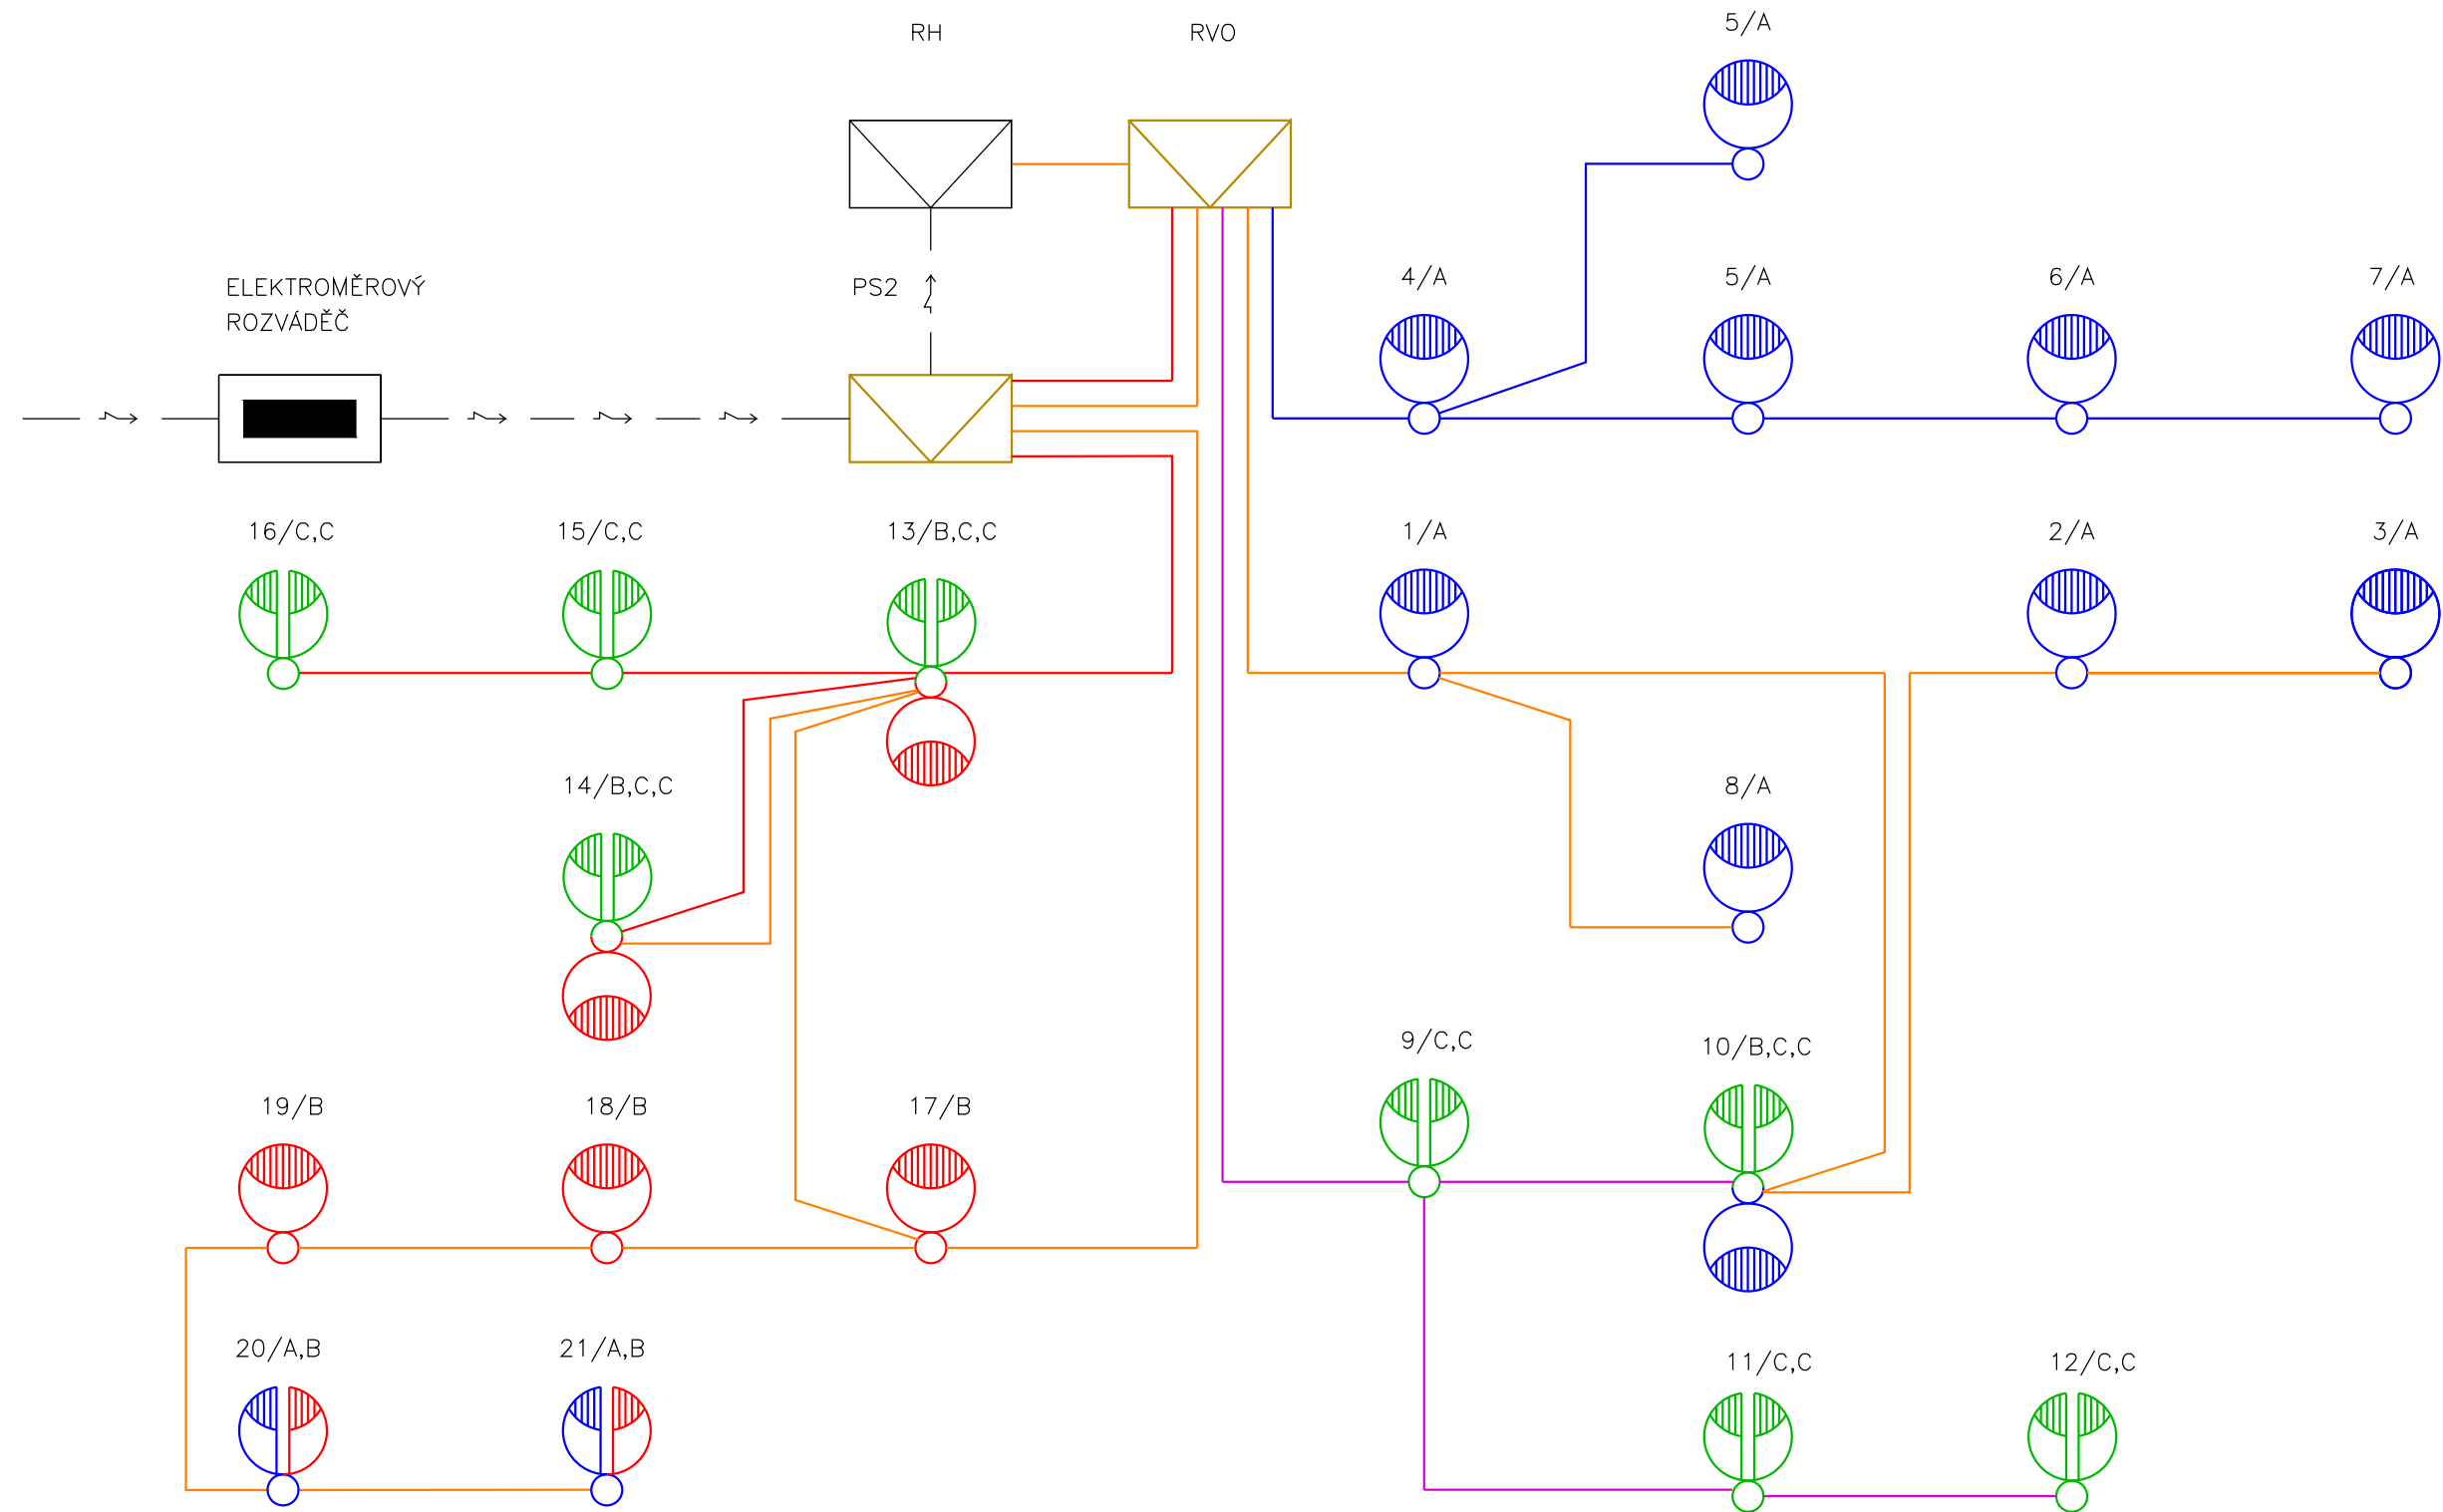 RH
RVO
5/A
ELEKTROMĚROVÝ
ROZVÁDĚČ
PS2
4/A
5/A
6/A
7/A
16/C,C
15/C,C
13/B,C,C
1/A
2/A
3/A
14/B,C,C
8/A
9/C,C
10/B,C,C
19/B
18/B
17/B
20/A,B
21/A,B
11/C,C
12/C,C